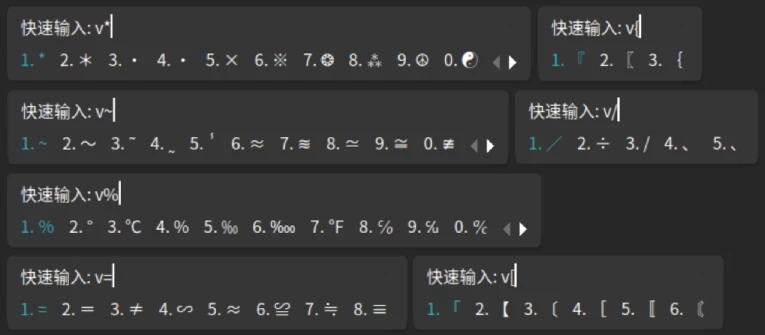 快速输入: v*
1. * 2. ＊ 3. · 4. · 5. × 6. ※ 7. ❂ 8. ⁂ 9. ☮ 0. ☯
快速输入: v{
1. 『 2. 〖 3. {
快速输入: v~
1. ~ 2. ～ 3. ˜ 4. ˷ 5. ᷈ 6. ≈ 7. ≋ 8. ≃ 9. ≅ 0. ≇
快速输入: v/
1. ／ 2. ÷ 3. / 4. 、 5. 、
快速输入: v%
1. % 2. ° 3. ℃ 4. % 5. ‰ 6. ‱ 7. ℉ 8. ℅ 9. ℆ 0. ℀
快速输入: v=
1. = 2. ＝ 3. ≠ 4. ∽ 5. ≈ 6. ≌ 7. ≒ 8. ≡
快速输入: v[
1. 「 2. 【 3. 〔 4. ［ 5. 〚 6. 〘